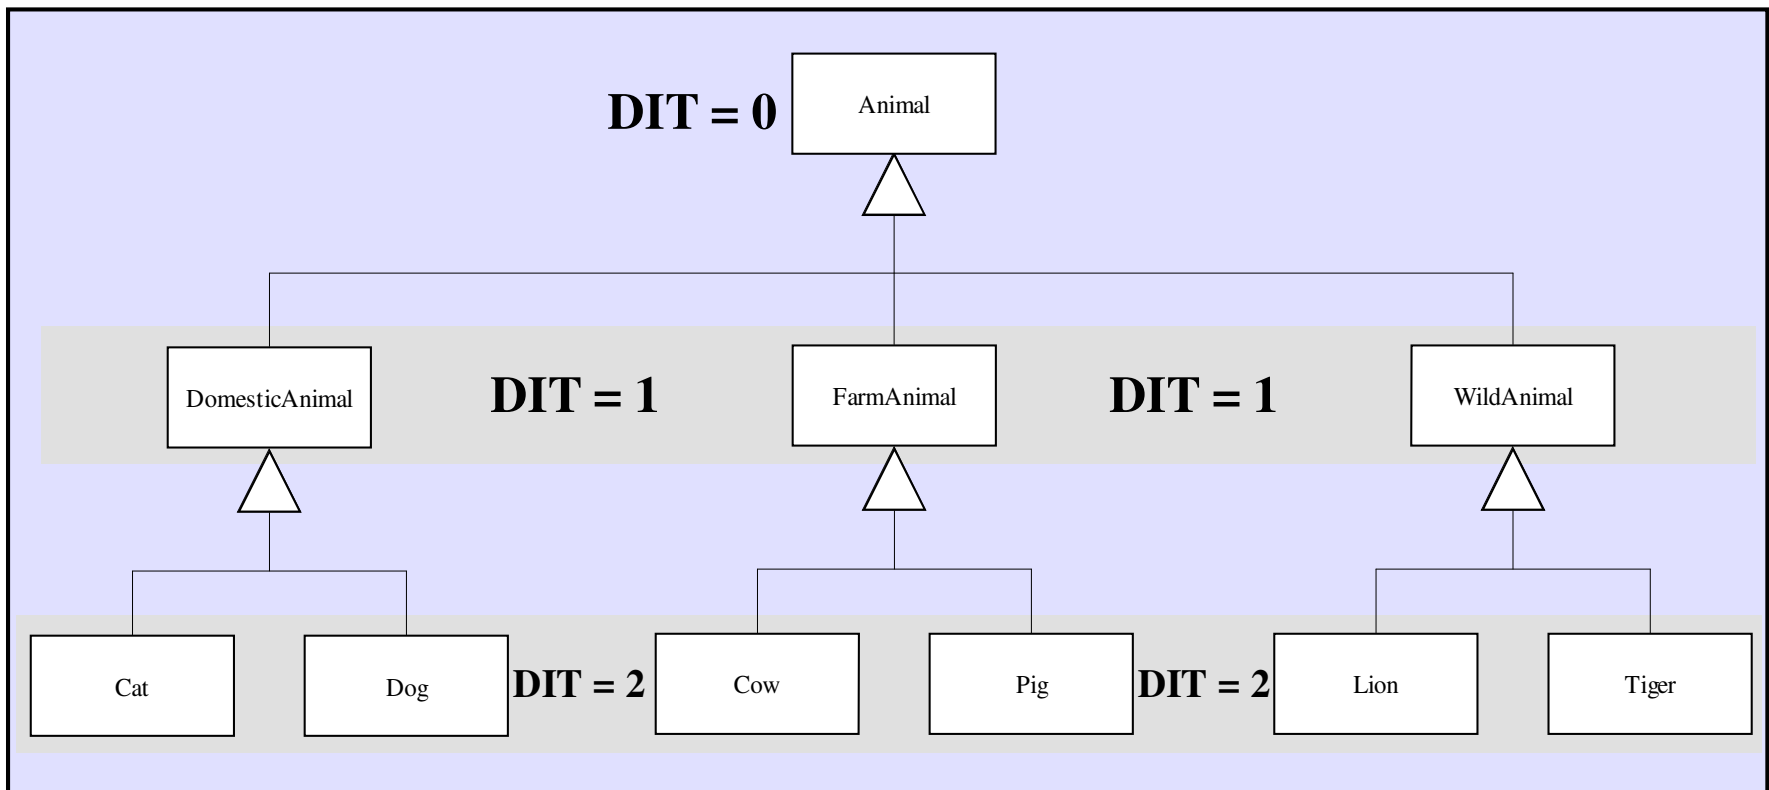 DIT = 0
Animal
DomesticAnimal
DIT = 1
FarmAnimal
DIT = 1
WildAnimal
Cat
Dog
DIT = 2
Cow
Pig
DIT = 2
Lion
Tiger